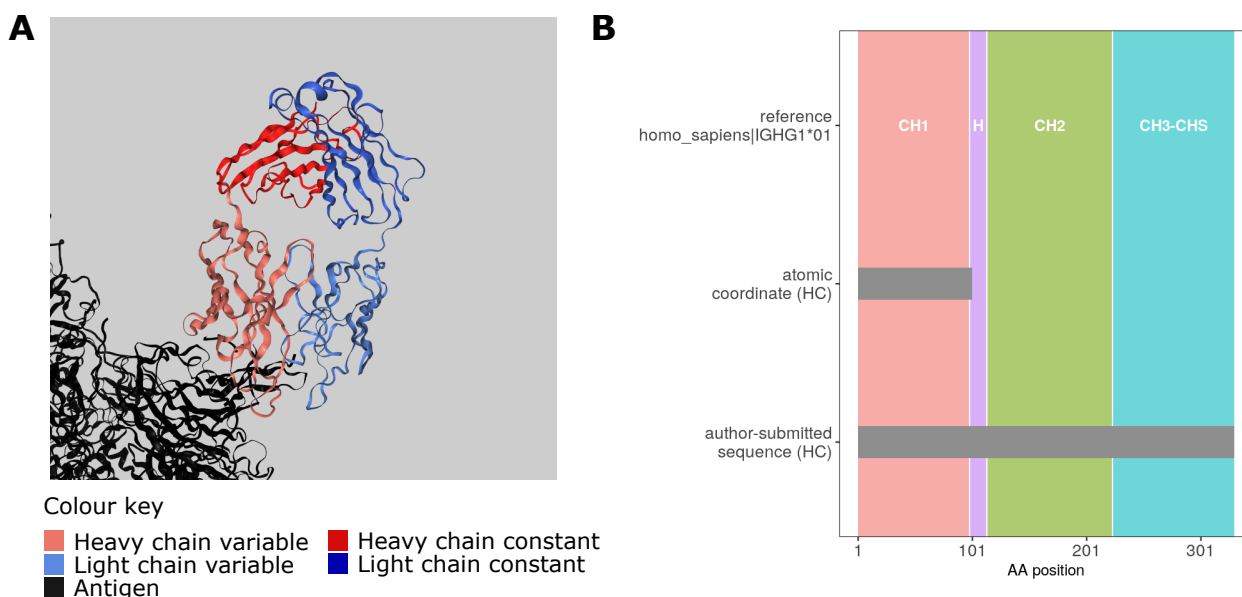 A
Colour key
Heavy chain variable
Heavy chain constant
Light chain variable
Light chain constant
Antigen
B
reference
homo_sapiens|IGHG1*01
atomic
coordinate (HC)
author-submitted
sequence (HC)
CH1
H
CH2
CH3-CHS
1
101
201
301
AA position